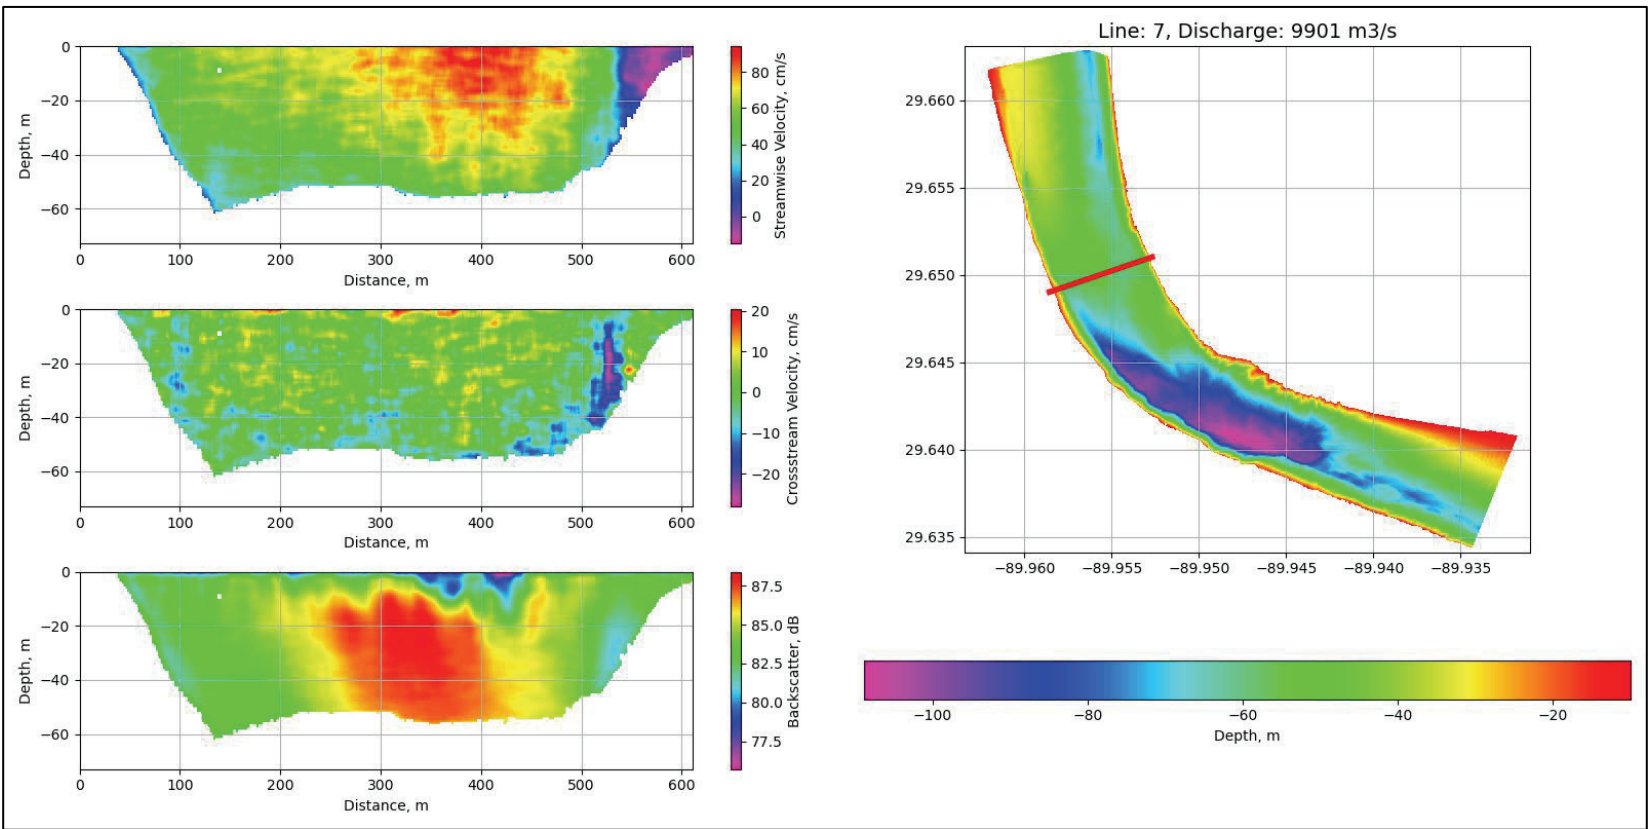 Line: 7, Discharge: 9901 m3/s
0
−20
−40
−60
Depth, m
0 100 200 300 400 500 600
Distance, m
80
60
40
20
0
Streamwise Velocity, cm/s
0
−20
−40
−60
Depth, m
0 100 200 300 400 500 600
Distance, m
20
10
0
−10
−20
Crossstream Velocity, cm/s
0
−20
−40
−60
Depth, m
0 100 200 300 400 500 600
Distance, m
87.5
85.0
82.5
80.0
77.5
Backscatter, dB
29.660
29.655
29.650
29.645
29.640
29.635
−89.960 −89.955 −89.950 −89.945 −89.940 −89.935
−100 −80 −60 −40 −20
Depth, m